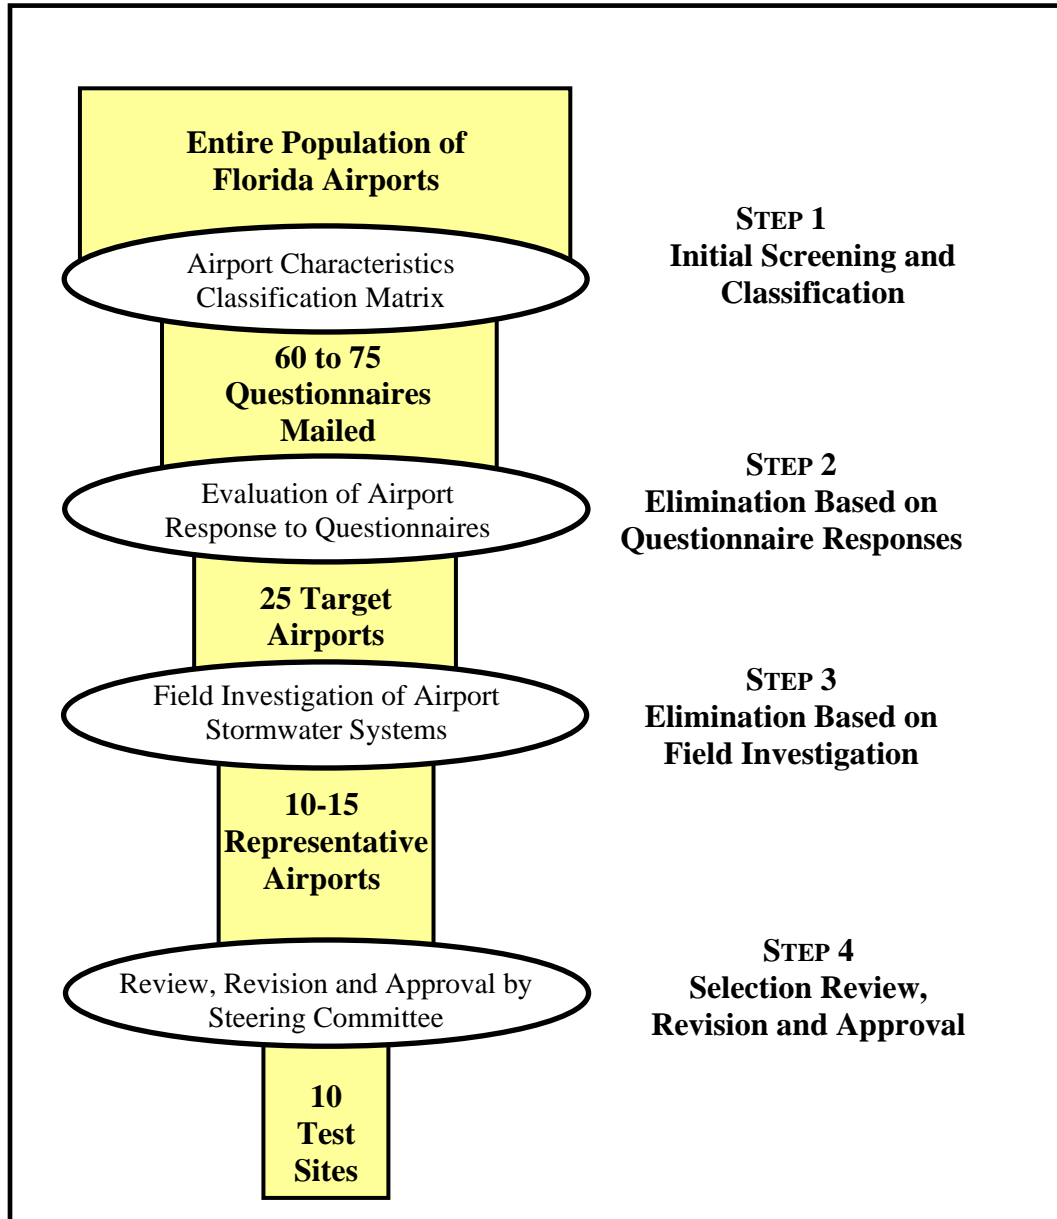 Entire Population of
Florida Airports
Airport Characteristics
Classification Matrix
STEP 1
Initial Screening and
Classification
60 to 75
Questionnaires
Mailed
Evaluation of Airport
Response to Questionnaires
STEP 2
Elimination Based on
Questionnaire Responses
25 Target
Airports
Field Investigation of Airport
Stormwater Systems
STEP 3
Elimination Based on
Field Investigation
10-15
Representative
Airports
Review, Revision and Approval by
Steering Committee
STEP 4
Selection Review,
Revision and Approval
10
Test
Sites